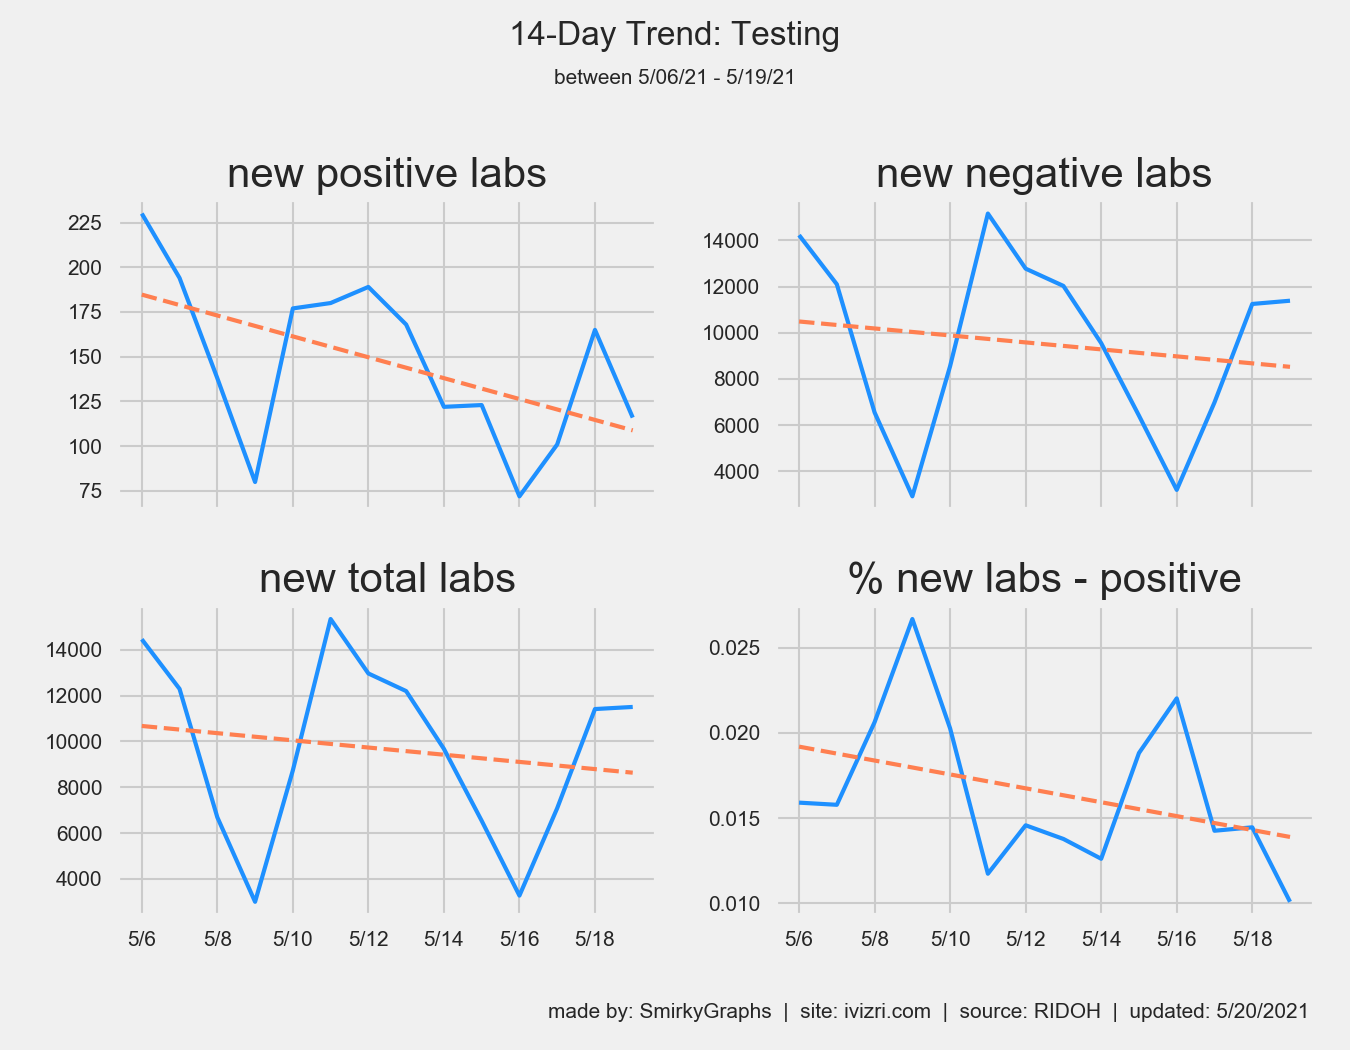 14-Day Trend: Testing
between 5/06/21 - 5/19/21
new positive labs
225
200
175
150
125
100
75
new negative labs
14000
12000
10000
8000
6000
4000
new total labs
14000
12000
10000
8000
6000
4000
5/6 5/8 5/10 5/12 5/14 5/16 5/18
% new labs - positive
0.025
0.020
0.015
0.010
5/6 5/8 5/10 5/12 5/14 5/16 5/18
made by: SmirkyGraphs | site: ivizri.com | source: RIDOH | updated: 5/20/2021